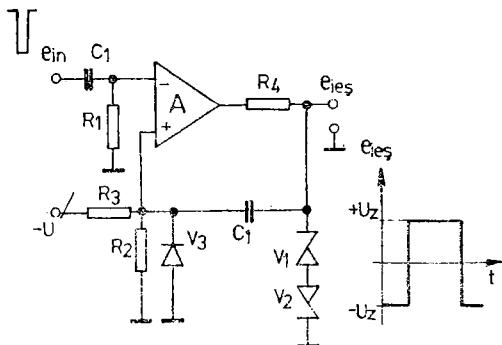 e_in
C1
R1
-
A
+
R4
e_ieş
-U
R3
R2
V3
C1
V1
V2
e_ieş
+Uz
-Uz
t